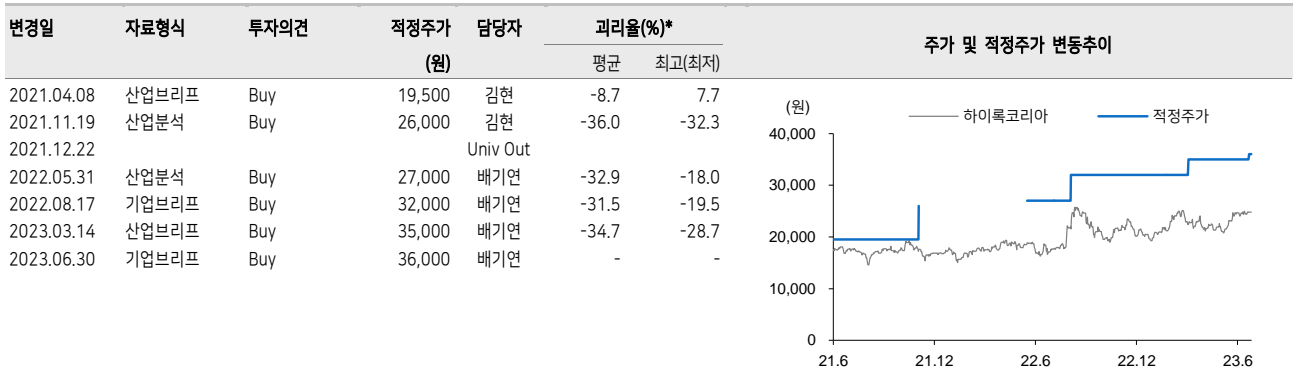 변경일 자료형식 투자의견 적정주가 담당자 괴리율(%)* 주가 및 적정주가 변동추이
(원) 평균 최고(최저)
2021.04.08 산업브리프 Buy 19,500 김현 -8.7 7.7
2021.11.19 산업분석 Buy 26,000 김현 -36.0 -32.3
2021.12.22 Univ Out
2022.05.31 산업분석 Buy 27,000 배기연 -32.9 -18.0
2022.08.17 기업브리프 Buy 32,000 배기연 -31.5 -19.5
2023.03.14 산업브리프 Buy 35,000 배기연 -34.7 -28.7
2023.06.30 기업브리프 Buy 36,000 배기연 - -
(원) 하이록코리아 적정주가
40,000
30,000
20,000
10,000
0
21.6 21.12 22.6 22.12 23.6